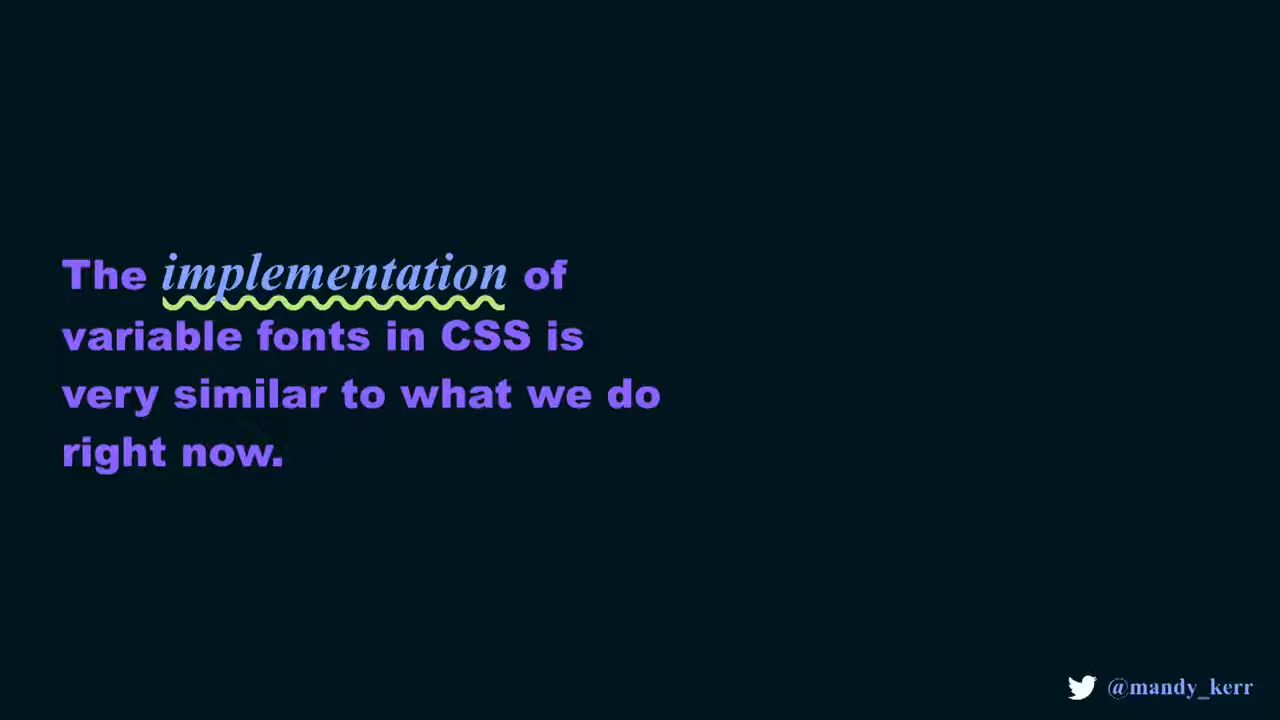 The implementation of
variable fonts in CSS is
very similar to what we do
right now.
@mandy_kerr